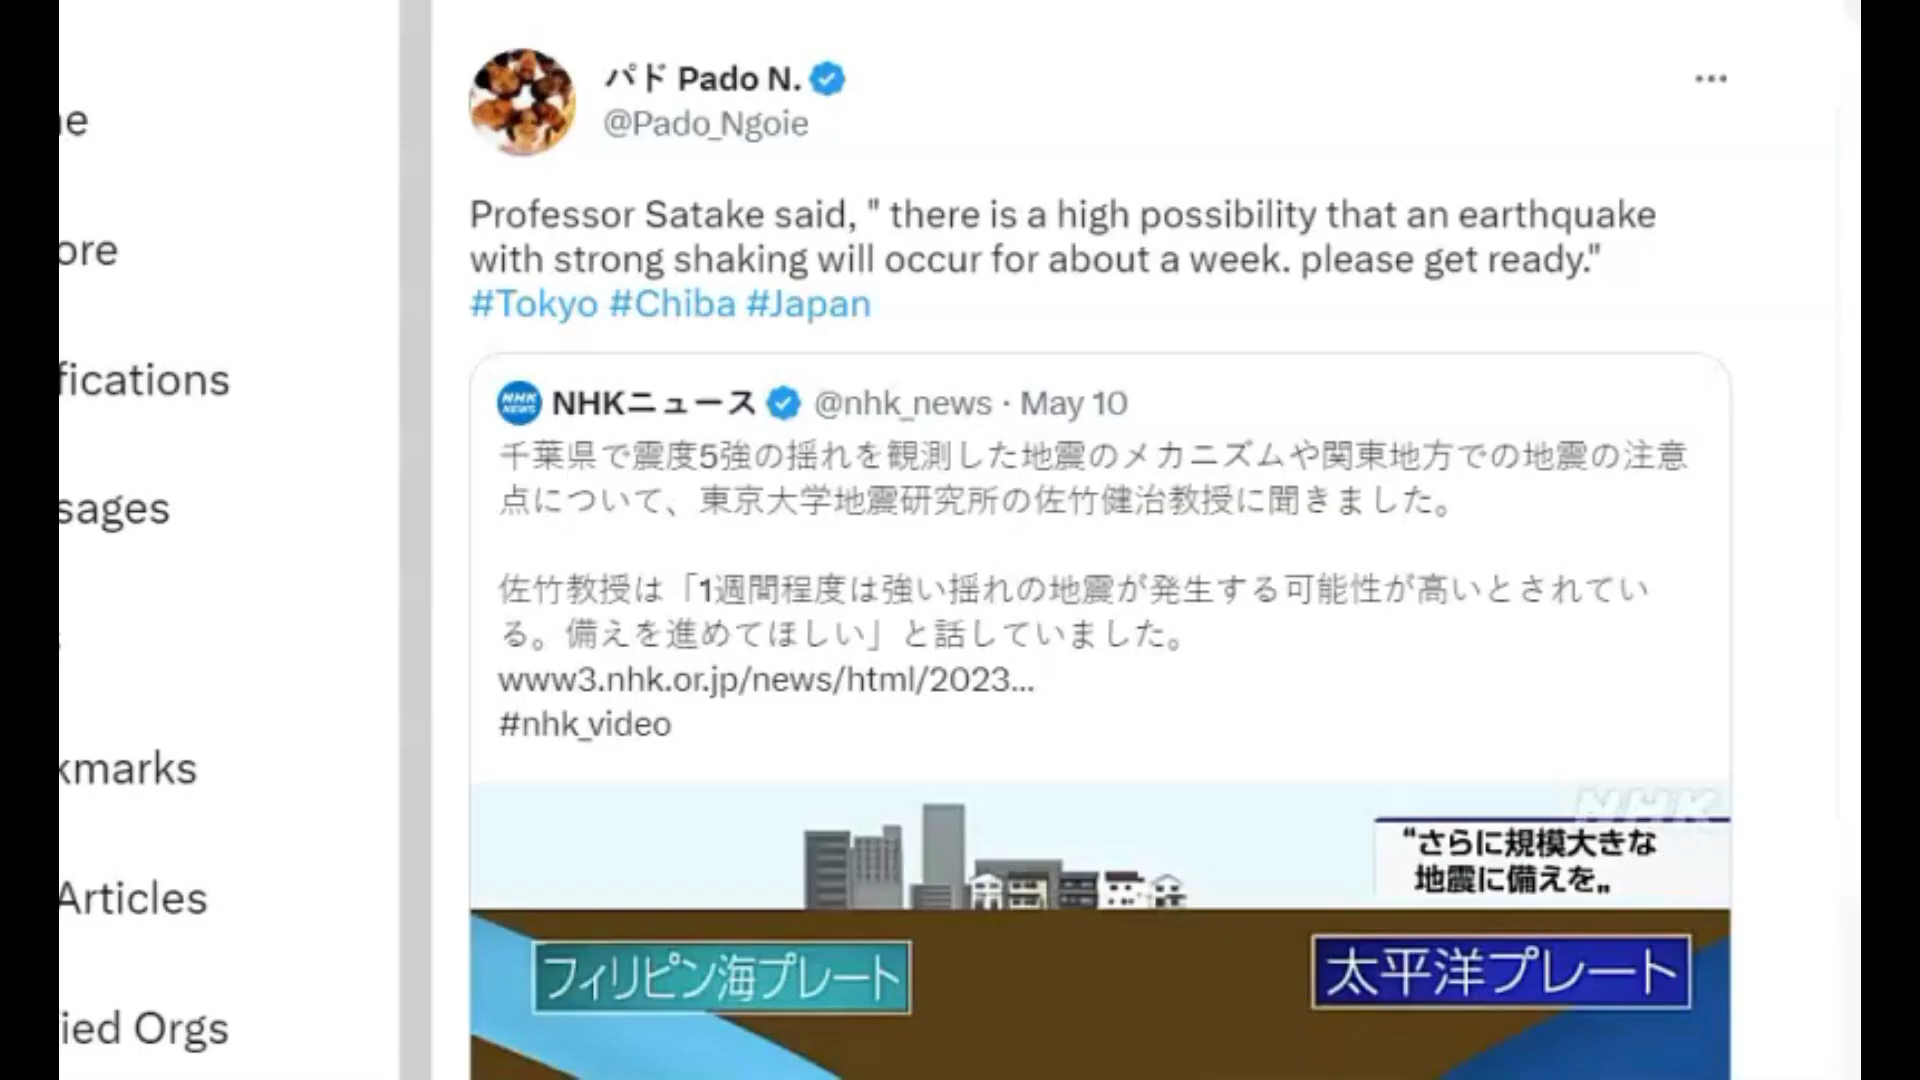 パド Pado N.
@Pado_Ngoie
Professor Satake said, " there is a high possibility that an earthquake
with strong shaking will occur for about a week. please get ready."
#Tokyo #Chiba #Japan
NHK NEWS NHKニュース @nhk_news · May 10
千葉県で震度5強の揺れを観測した地震のメカニズムや関東地方での地震の注意
点について、東京大学地震研究所の佐竹健治教授に聞きました。
佐竹教授は「1週間程度は強い揺れの地震が発生する可能性が高いとされてい
る。備えを進めてほしい」と話していました。
www3.nhk.or.jp/news/html/2023...
#nhk_video
NHK
“さらに規模大きな
地震に備えを„
フィリピン海プレート
太平洋プレート
e
ore
fications
sages
kmarks
Articles
ied Orgs